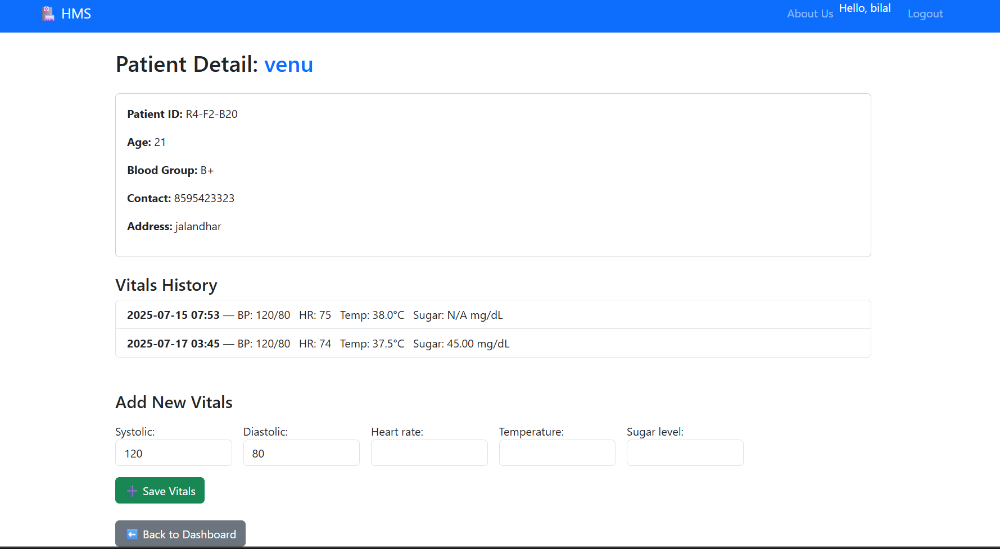 HMS
About Us Hello, bilal Logout
Patient Detail: venu
Patient ID: R4-F2-B20
Age: 21
Blood Group: B+
Contact: 8595423323
Address: jalandhar
Vitals History
2025-07-15 07:53 — BP: 120/80 HR: 75 Temp: 38.0°C Sugar: N/A mg/dL
2025-07-17 03:45 — BP: 120/80 HR: 74 Temp: 37.5°C Sugar: 45.00 mg/dL
Add New Vitals
Systolic: Diastolic: Heart rate: Temperature: Sugar level:
120 80
Save Vitals
Back to Dashboard